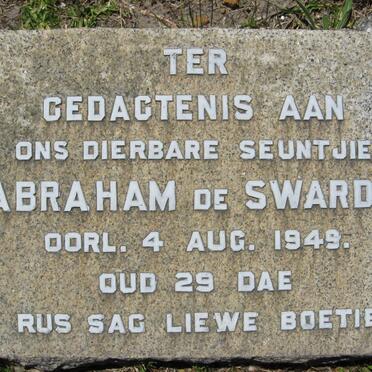 TER
GEDAGTENIS AAN
ONS DIERBARE SEUNTJIE
ABRAHAM DE SWARD
OORL. 4 AUG. 1949.
OUD 29 DAE
RUS SAG LIEWE BOETIE